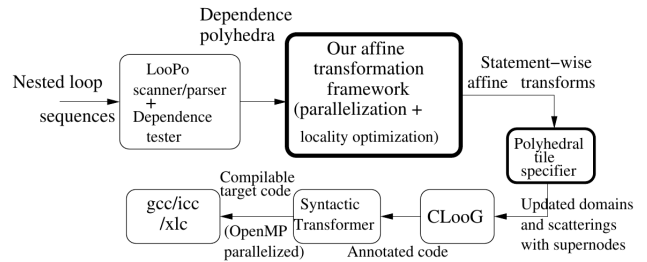 Dependence
polyhedra
Nested loop
sequences
LooPo
scanner/parser
+
Dependence
tester
Our affine
transformation
framework
(parallelization +
locality optimization)
Statement−wise
affine transforms
Polyhedral
tile
specifier
Updated domains
and scatterings
with supernodes
CLooG
Annotated code
Syntactic
Transformer
Compilable
target code
(OpenMP
parallelized)
gcc/icc
/xlc